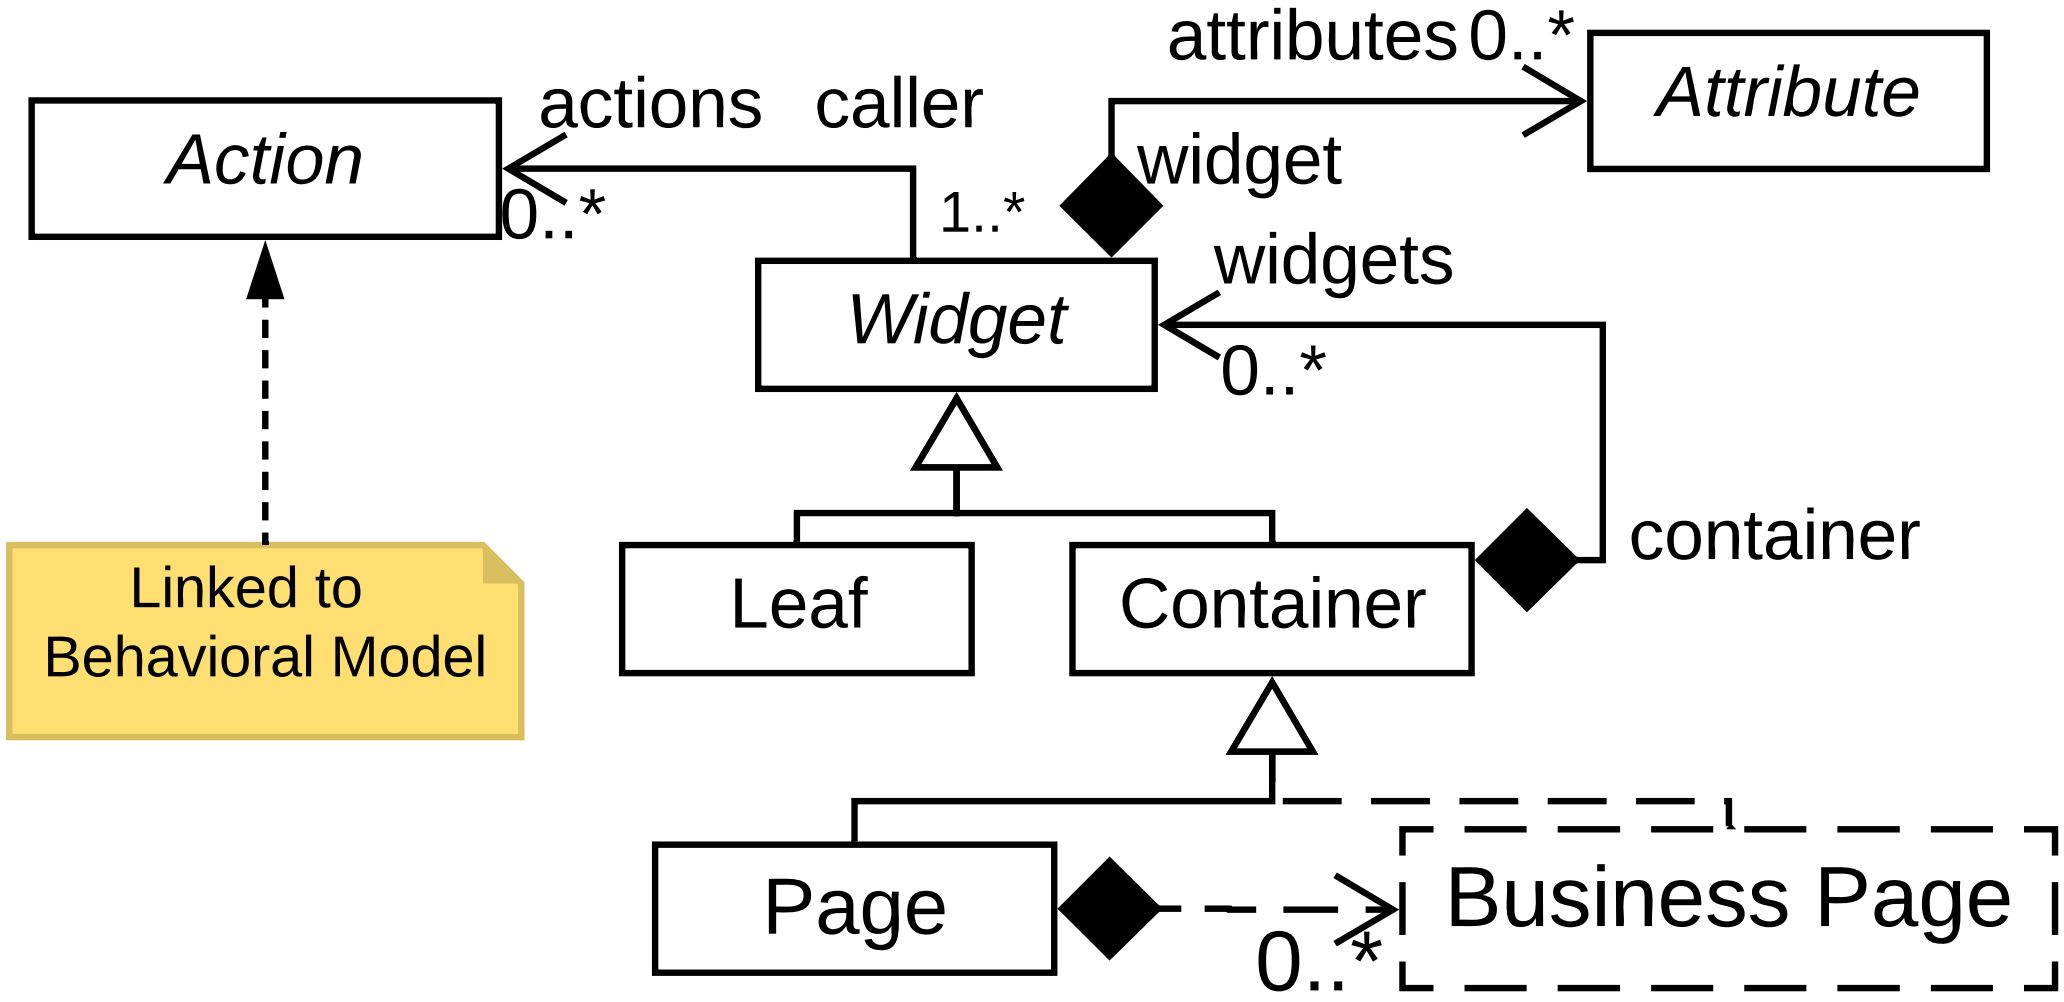 attributes 0..*
Attribute
actions caller
Action
widget
0..*
1..*
widgets
Widget
0..*
container
Linked to
Behavioral Model
Leaf
Container
Page
Business Page
0..*